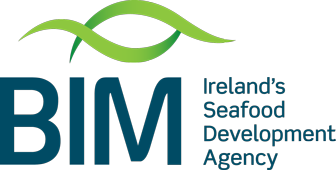 BIM
Ireland's
Seafood
Development
Agency